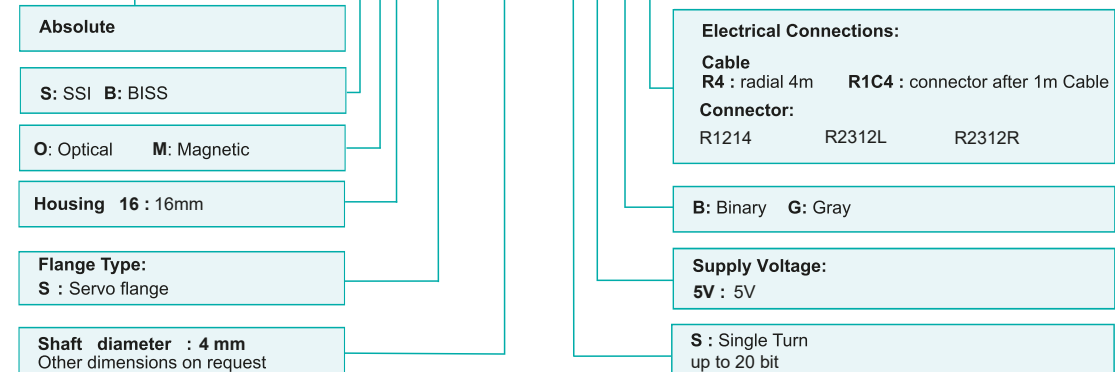 Absolute
S: SSI B: BISS
O: Optical M: Magnetic
Housing 16 : 16mm
Flange Type:
S : Servo flange
Shaft diameter : 4 mm
Other dimensions on request
Electrical Connections:
Cable
R4 : radial 4m R1C4 : connector after 1m Cable
Connector:
R1214 R2312L R2312R
B: Binary G: Gray
Supply Voltage:
5V : 5V
S : Single Turn
up to 20 bit